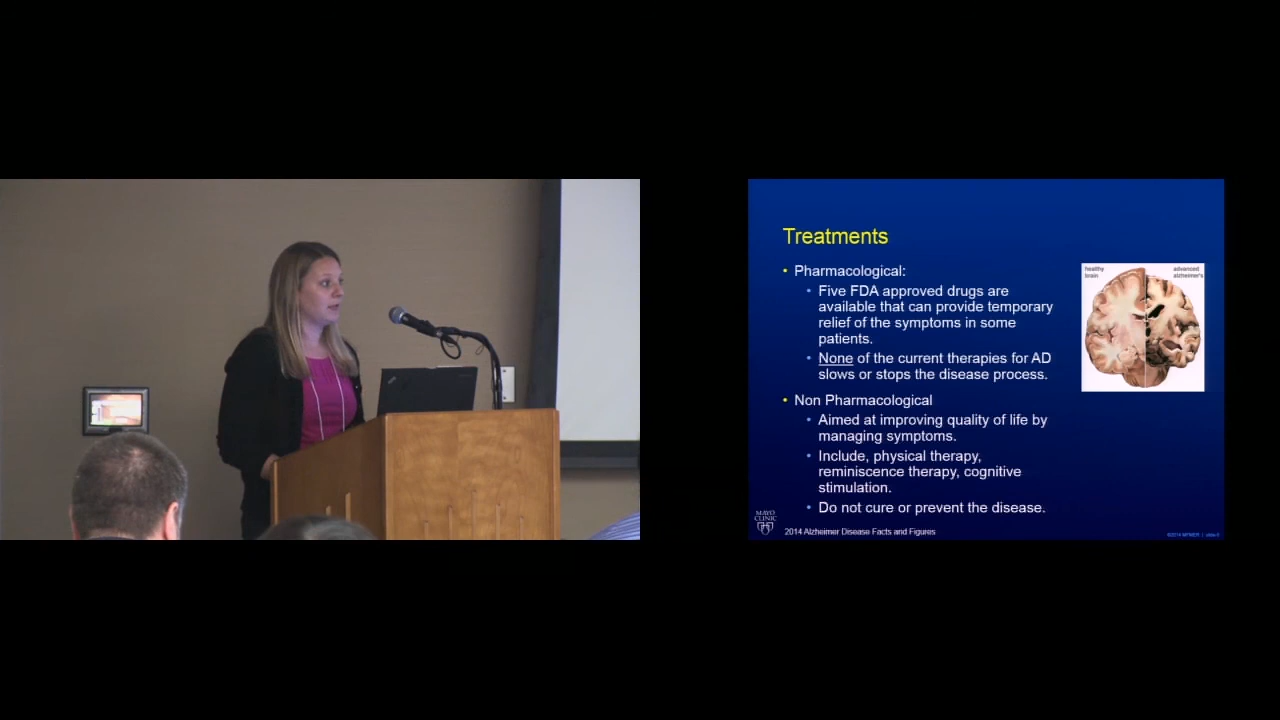 Treatments
• Pharmacological:
• Five FDA approved drugs are
available that can provide temporary
relief of the symptoms in some
patients.
• None of the current therapies for AD
slows or stops the disease process.
• Non Pharmacological
• Aimed at improving quality of life by
managing symptoms.
• Include, physical therapy,
reminiscence therapy, cognitive
stimulation.
• Do not cure or prevent the disease.
healthy
brain
advanced
alzheimer's
MAYO
CLINIC
2014 Alzheimer Disease Facts and Figures
©2014 MFMER |